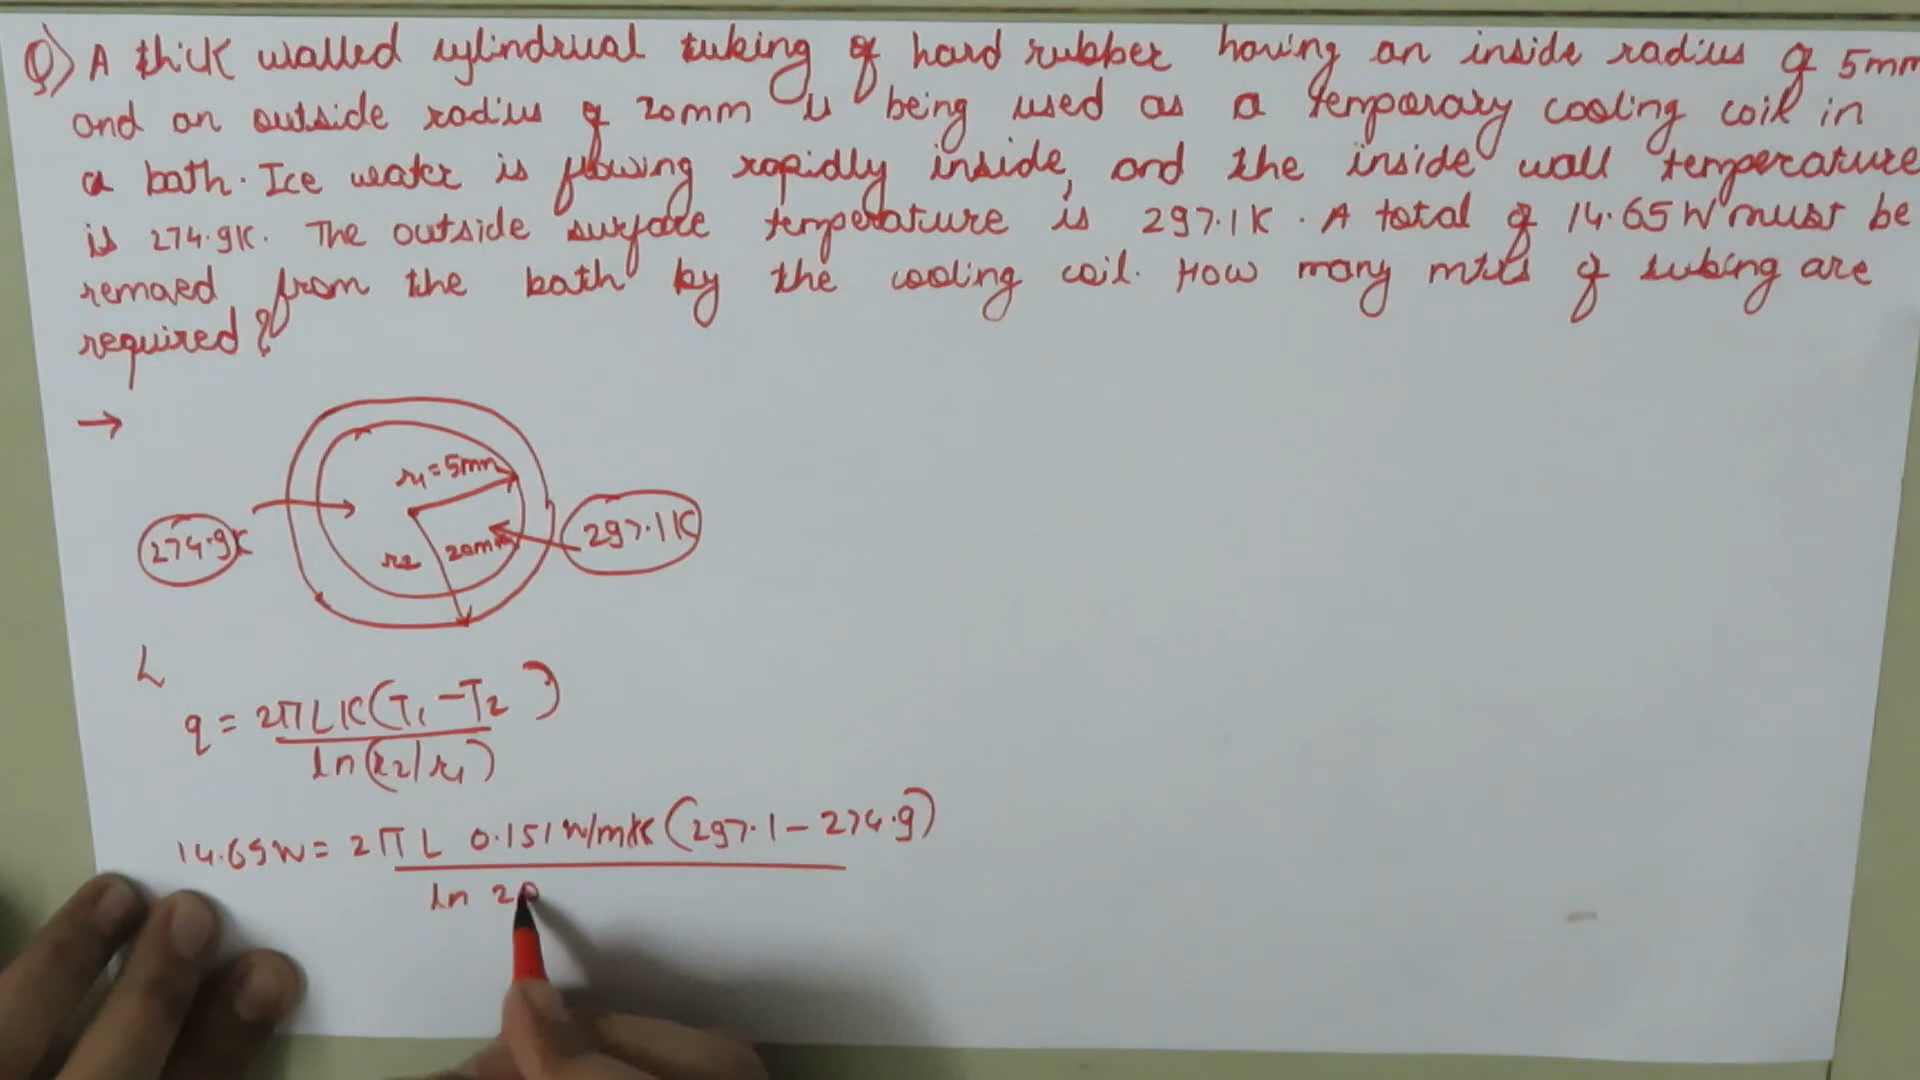 Q) A thick walled cylindrical tubing of hard rubber having an inside radius of 5mm
and an outside radius of 20mm is being used as a temporary cooling coil in
a bath. Ice water is flowing rapidly inside, and the inside wall temperature
is 274.9K. The outside surface temperature is 297.1K. A total of 14.65W must be
remaed from the bath by the cooling coil. How many mtrs of tubing are
required?
→
r1 = 5mm
274.9K
r2 20mm
297.1K
L
q = 2πLK(T1 - T2)
ln(r2/r1)
14.65W = 2πL 0.151W/mK (297.1 - 274.9)
ln 20